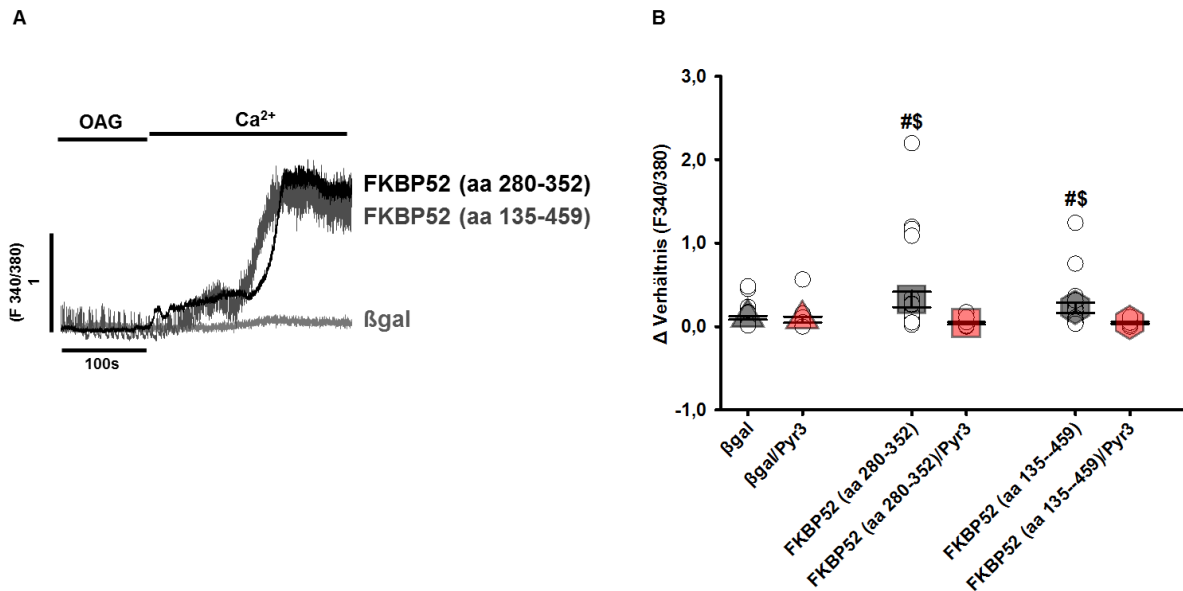 A
OAG
Ca²⁺
FKBP52 (aa 280-352)
FKBP52 (aa 135-459)
ßgal
(F 340/380)
1
100s
B
#$
#$
Δ Verhältnis (F340/380)
3,0
2,0
1,0
0,0
-1,0
βgal
βgal/Pyr3
FKBP52 (aa 280-352)
FKBP52 (aa 280-352)/Pyr3
FKBP52 (aa 135--459)
FKBP52 (aa 135--459)/Pyr3